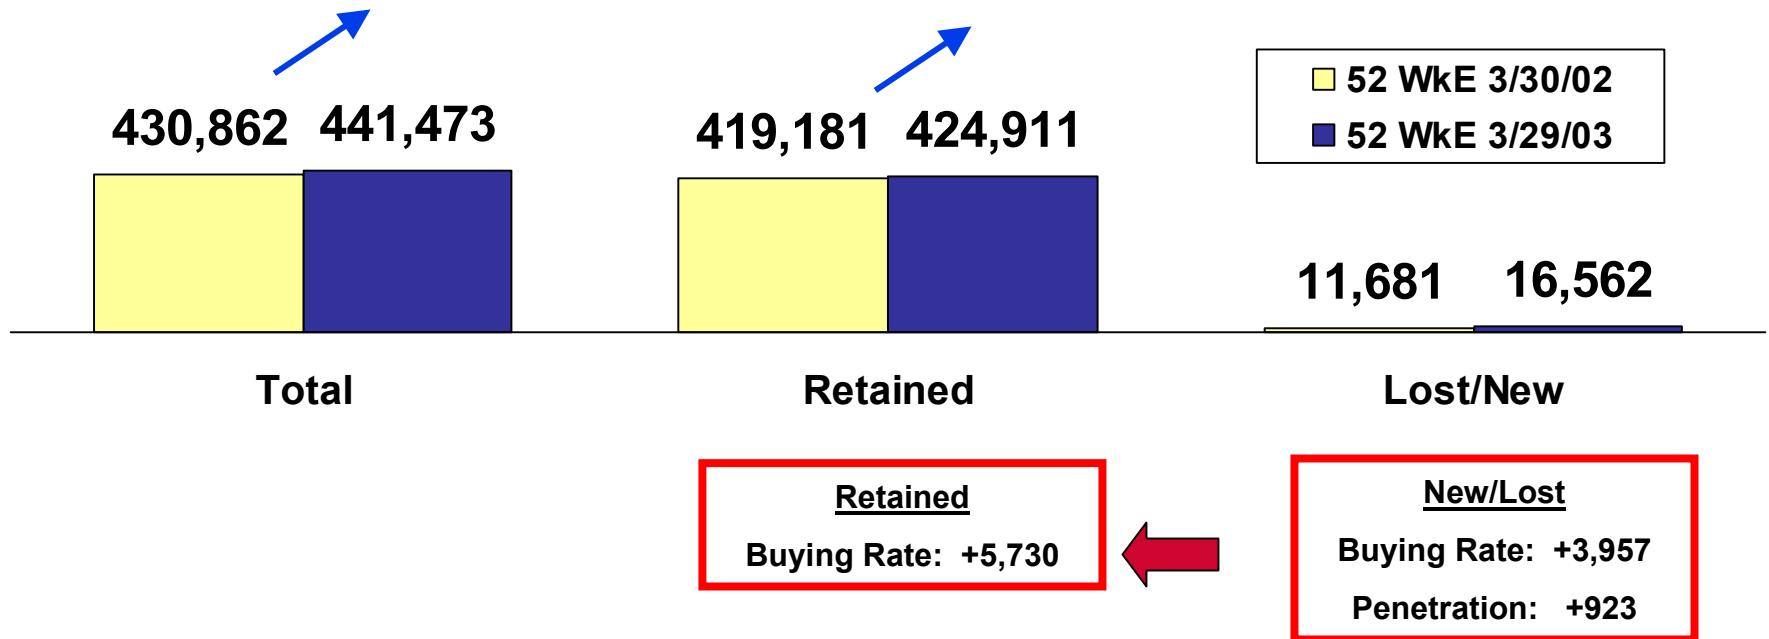 430,862 441,473
419,181 424,911
52 WkE 3/30/02
52 WkE 3/29/03
11,681 16,562
Total
Retained
Lost/New
Retained
Buying Rate: +5,730
New/Lost
Buying Rate: +3,957
Penetration: +923